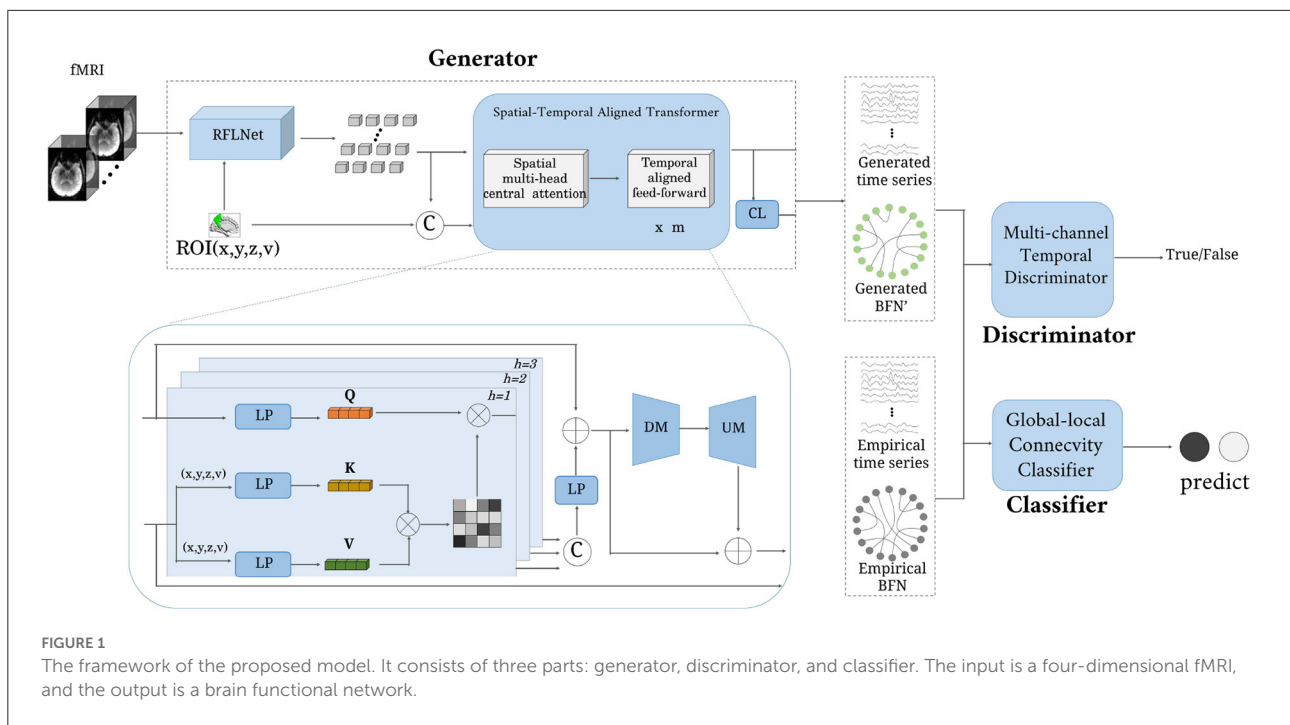 Generator
fMRI
RFLNet
ROI(x,y,z,v)
C
Spatial-Temporal Aligned Transformer
Spatial
multi-head
central attention
Temporal
aligned
feed-forward
x m
CL
Generated
time series
Generated
BFN'
Multi-channel
Temporal
Discriminator
True/False
Discriminator
h=3
h=2
h=1
LP
Q
(x,y,z,v)
LP
K
(x,y,z,v)
LP
V
LP
C
DM
UM
Empirical
time series
Empirical
BFN
Global-local
Connecvity
Classifier
Classifier
predict
FIGURE 1
The framework of the proposed model. It consists of three parts: generator, discriminator, and classifier. The input is a four-dimensional fMRI,
and the output is a brain functional network.